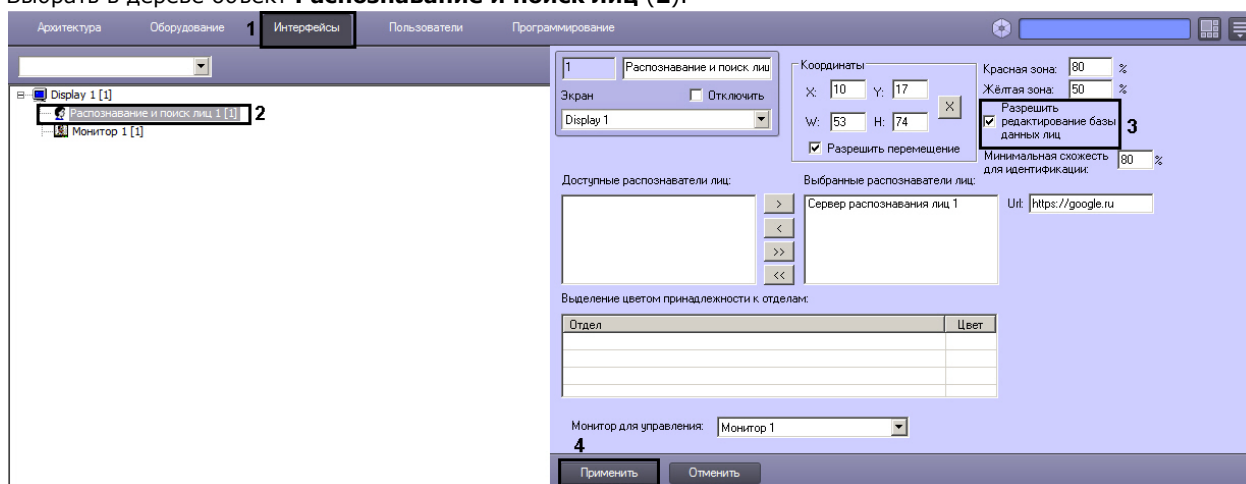 Выбрать в дереве объект Распознавание и поиск лиц (2).
Архитектура Оборудование 1 Интерфейсы Пользователи Программирование
Display 1 [1]
Распознавание и поиск лиц 1 [1] 2
Монитор 1 [1]
1 Распознавание и поиск лиц
Экран Отключить
Display 1
Координаты
X: 10 Y: 17 X
W: 53 H: 74
Разрешить перемещение
Красная зона: 80 %
Жёлтая зона: 50 %
Разрешить
редактирование базы
данных лиц
3
Минимальная схожесть
для идентификации: 80 %
Доступные распознаватели лиц: Выбранные распознаватели лиц:
> Сервер распознавания лиц 1 Url: https://google.ru
<
>>
<<
Выделение цветом принадлежности к отделам:
Отдел Цвет
Монитор для управления: Монитор 1
4
Применить Отменить